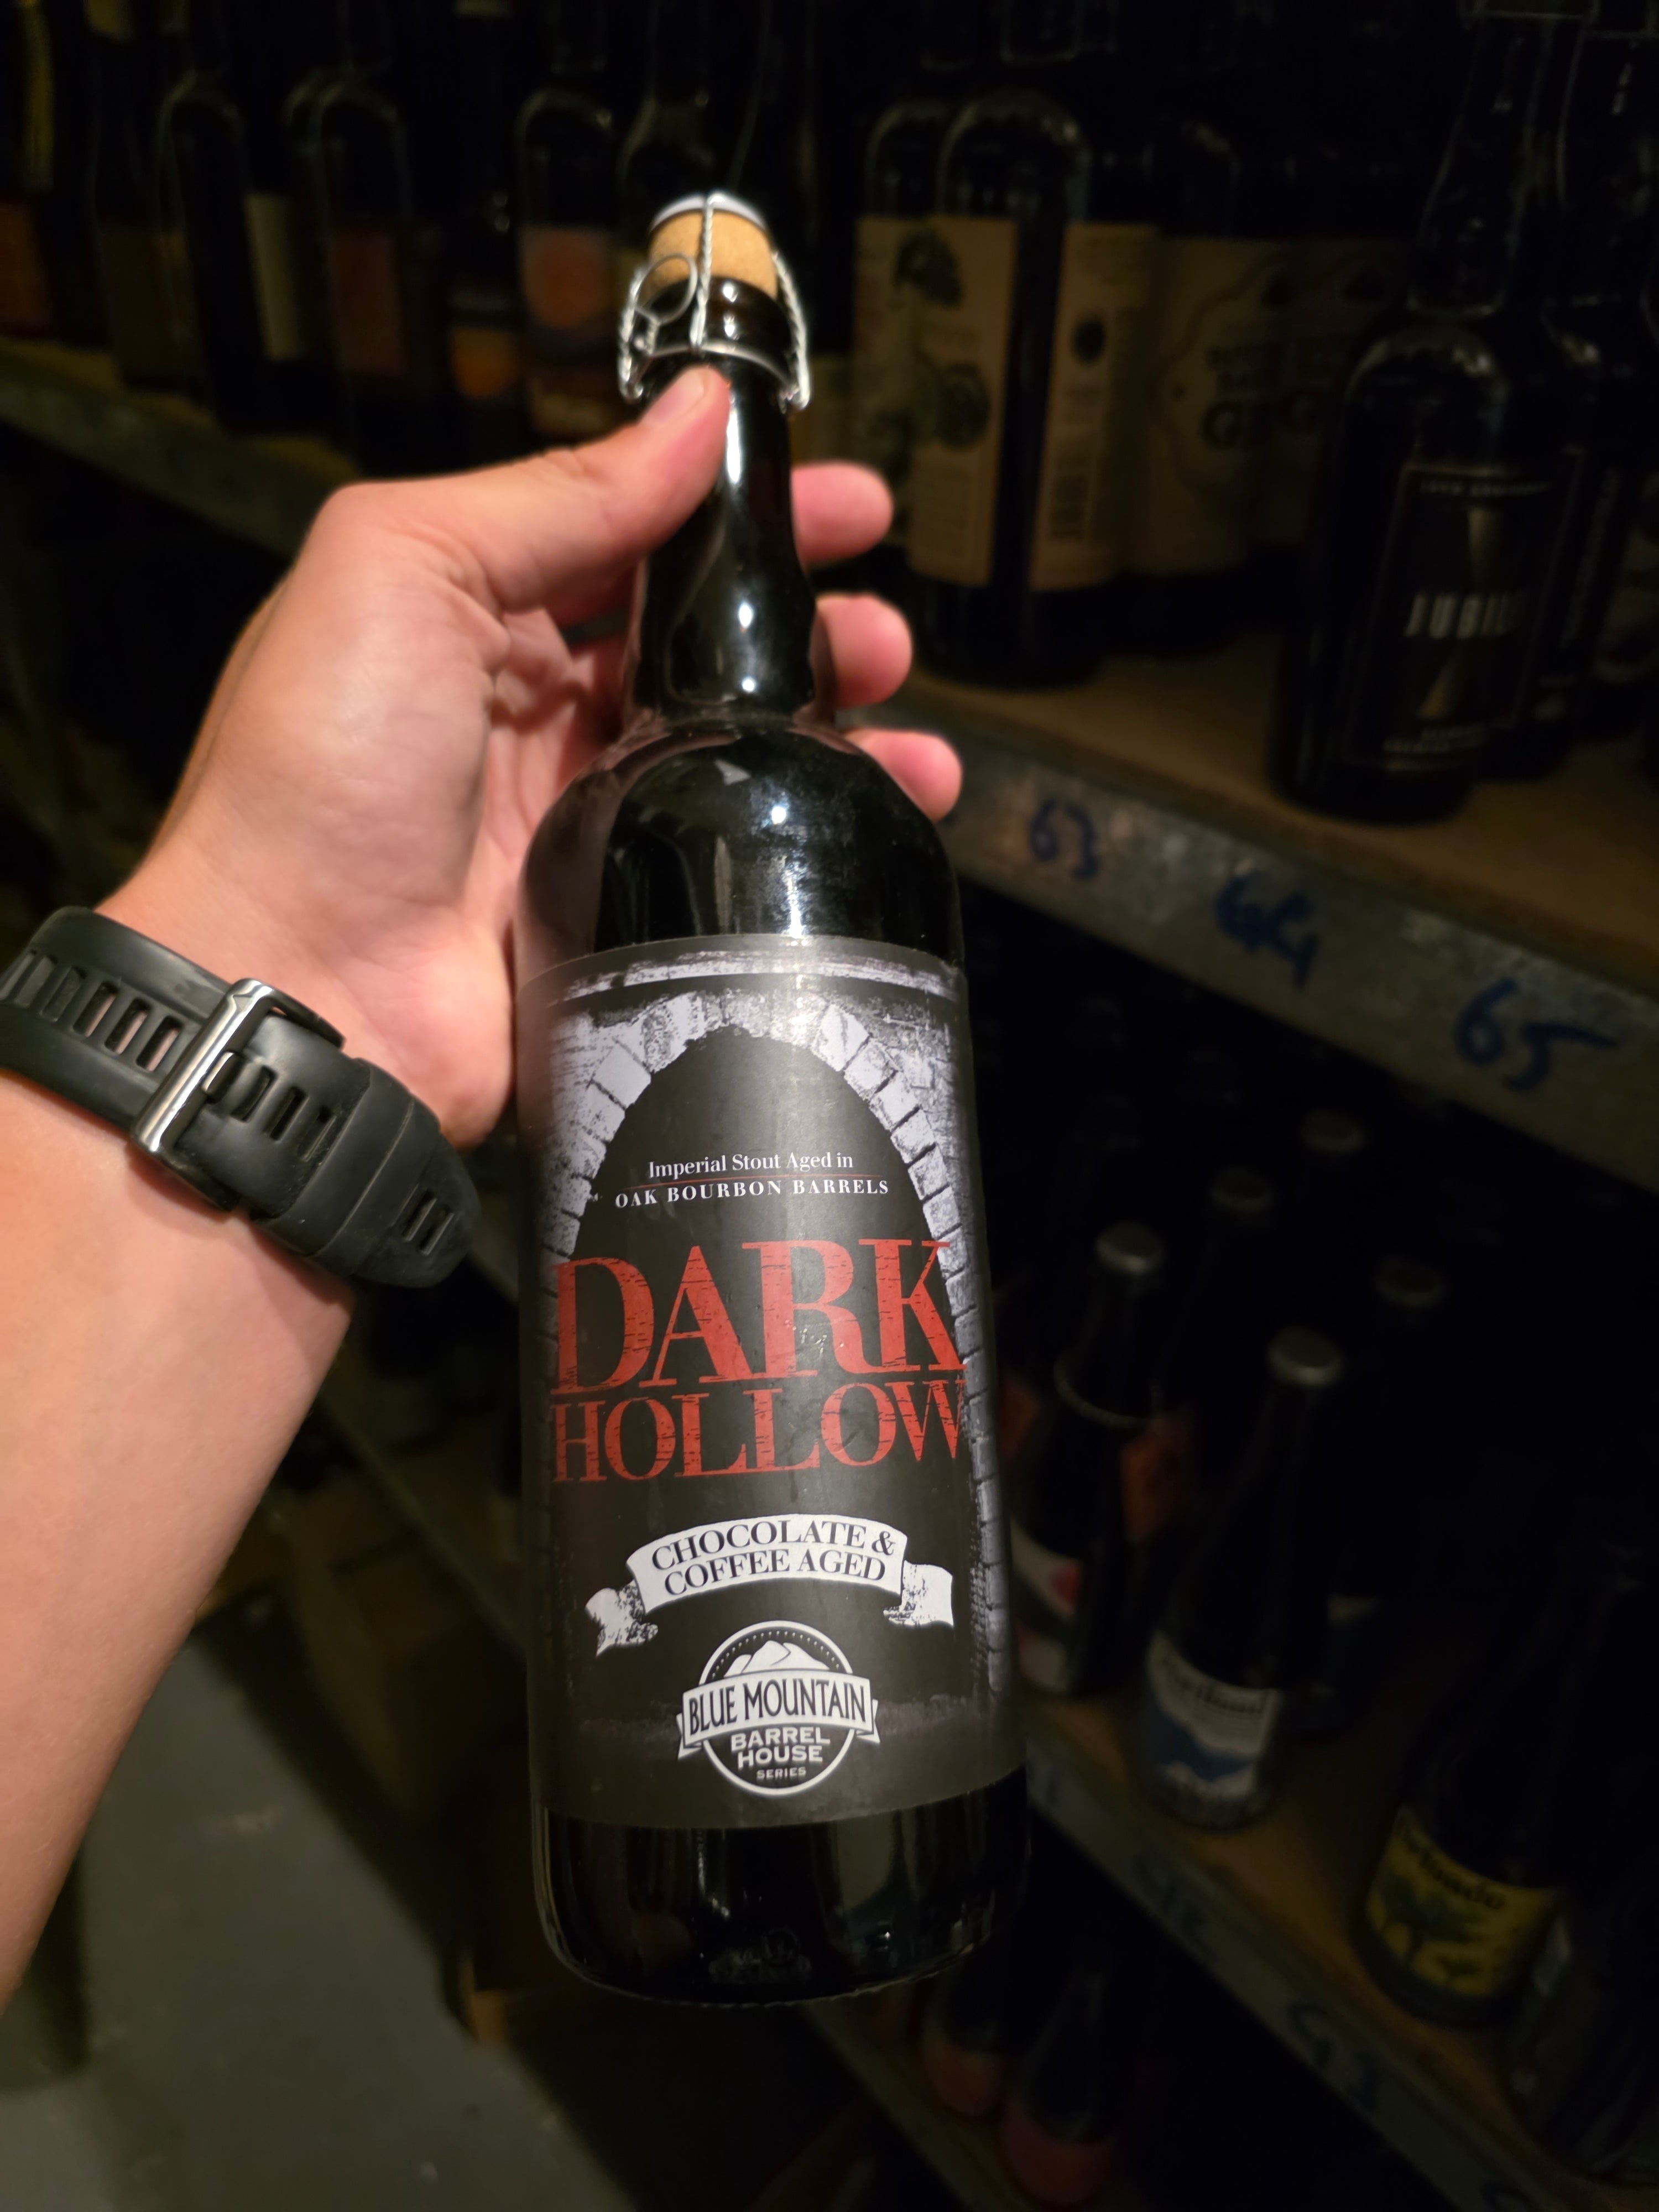 Imperial Stout Aged in
OAK BOURBON BARRELS
DARK
HOLLOW
CHOCOLATE &
COFFEE AGED
BLUE MOUNTAIN
BARREL
HOUSE
SERIES
63
64
65